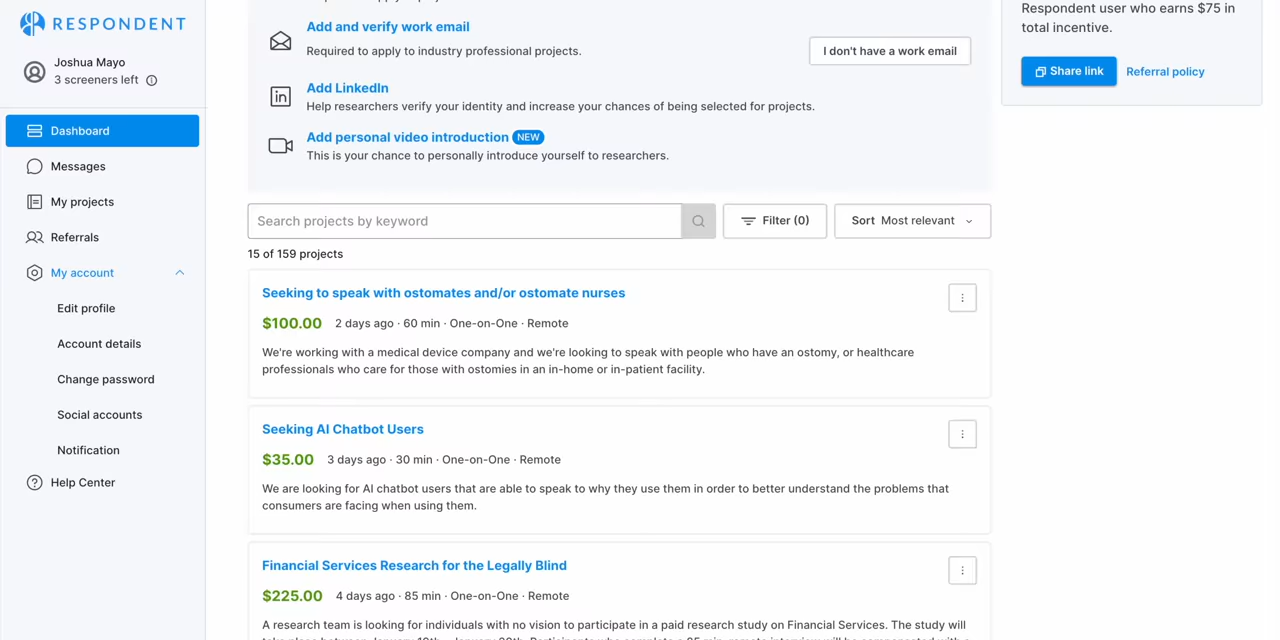 RESPONDENT
Joshua Mayo
3 screeners left
Dashboard
Messages
My projects
Referrals
My account
Edit profile
Account details
Change password
Social accounts
Notification
Help Center
Add and verify work email
Required to apply to industry professional projects.
I don't have a work email
Add LinkedIn
Help researchers verify your identity and increase your chances of being selected for projects.
Add personal video introduction NEW
This is your chance to personally introduce yourself to researchers.
Search projects by keyword
Filter (0)
Sort Most relevant
15 of 159 projects
Seeking to speak with ostomates and/or ostomate nurses
$100.00 2 days ago · 60 min · One-on-One · Remote
We're working with a medical device company and we're looking to speak with people who have an ostomy, or healthcare
professionals who care for those with ostomies in an in-home or in-patient facility.
Seeking AI Chatbot Users
$35.00 3 days ago · 30 min · One-on-One · Remote
We are looking for AI chatbot users that are able to speak to why they use them in order to better understand the problems that
consumers are facing when using them.
Financial Services Research for the Legally Blind
$225.00 4 days ago · 85 min · One-on-One · Remote
A research team is looking for individuals with no vision to participate in a paid research study on Financial Services. The study will
Respondent user who earns $75 in
total incentive.
Share link
Referral policy